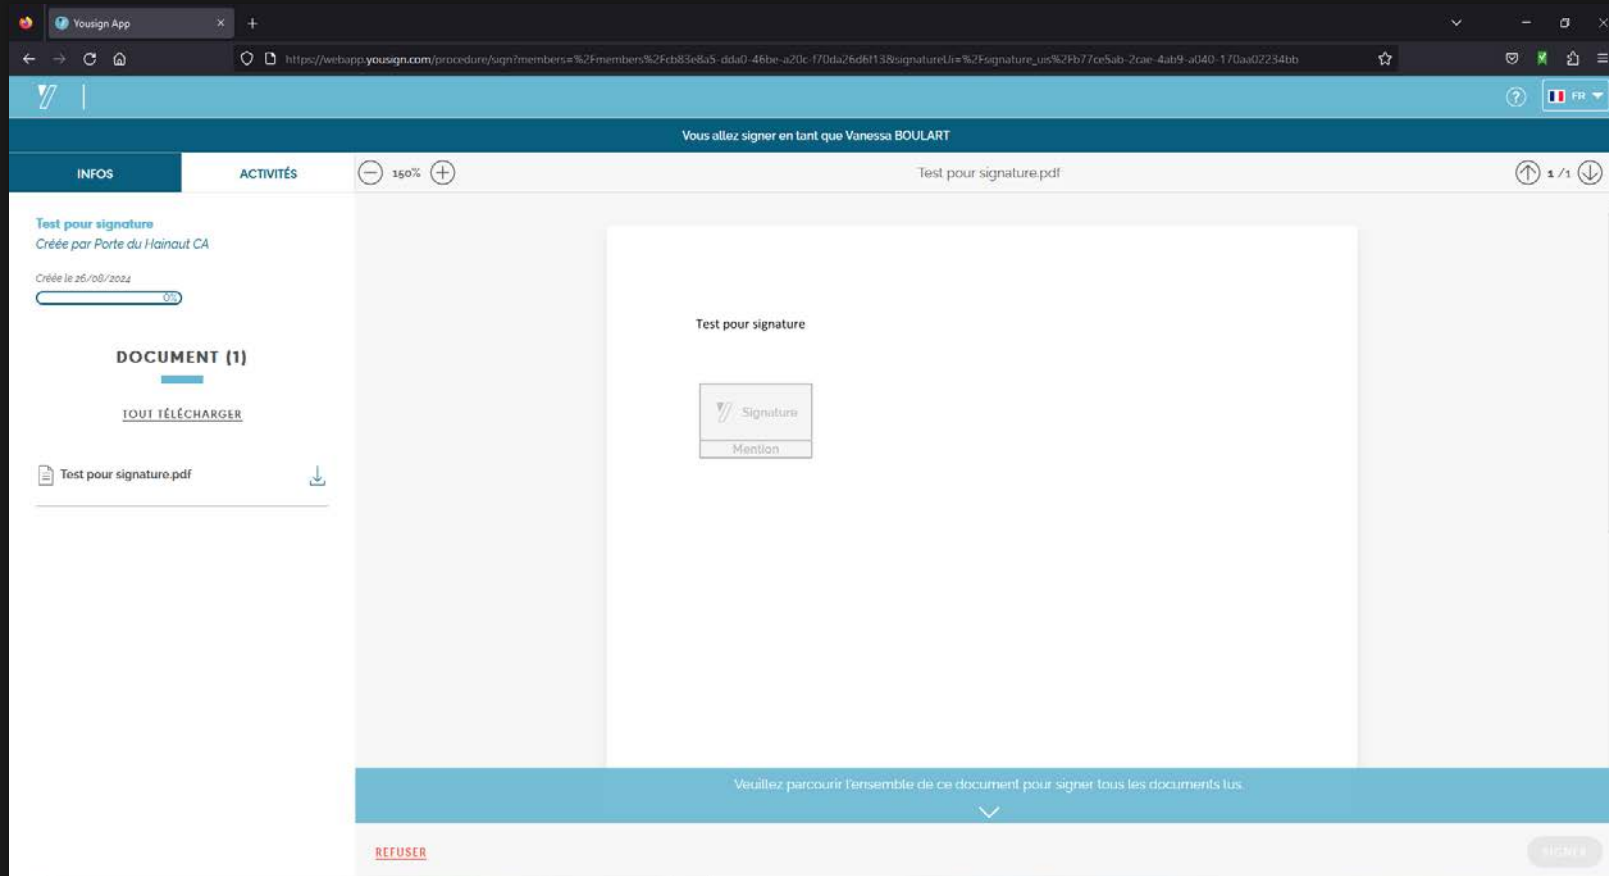 Yousign App
https://webapp.yousign.com/procedure/sign?members=%2Fmembers%2Fcb83e8a5-dda0-46be-a20c-f70da26d6f13&signatureUi=%2Fsignature_uis%2Fb77ce5ab-2cae-4ab9-a040-170aa02234bb
FR
Vous allez signer en tant que Vanessa BOULART
INFOS
ACTIVITÉS
150%
Test pour signature.pdf
1 /1
Test pour signature
Créée par Porte du Hainaut CA
Créée le 26/08/2024
0%
DOCUMENT (1)
TOUT TÉLÉCHARGER
Test pour signature.pdf
Test pour signature
Signature
Mention
Veuillez parcourir l'ensemble de ce document pour signer tous les documents lus.
REFUSER
SIGNER